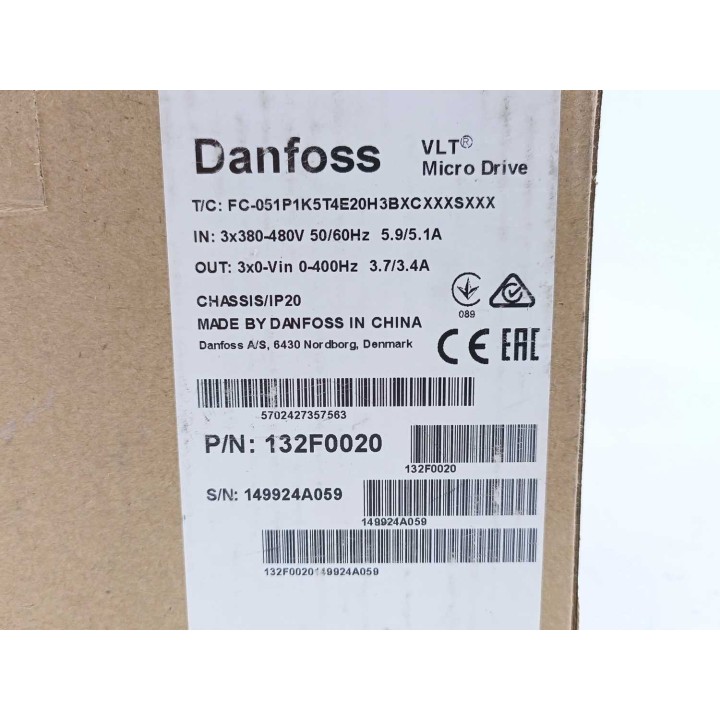 Danfoss
VLT®
Micro Drive
T/C: FC-051P1K5T4E20H3BXCXXXSXXX
IN: 3x380-480V 50/60Hz 5.9/5.1A
OUT: 3x0-Vin 0-400Hz 3.7/3.4A
CHASSIS/IP20
089
MADE BY DANFOSS IN CHINA
Danfoss A/S, 6430 Nordborg, Denmark
CE EAC
5702427357563
P/N: 132F0020
132F0020
S/N: 149924A059
149924A059
132F0020149924A059